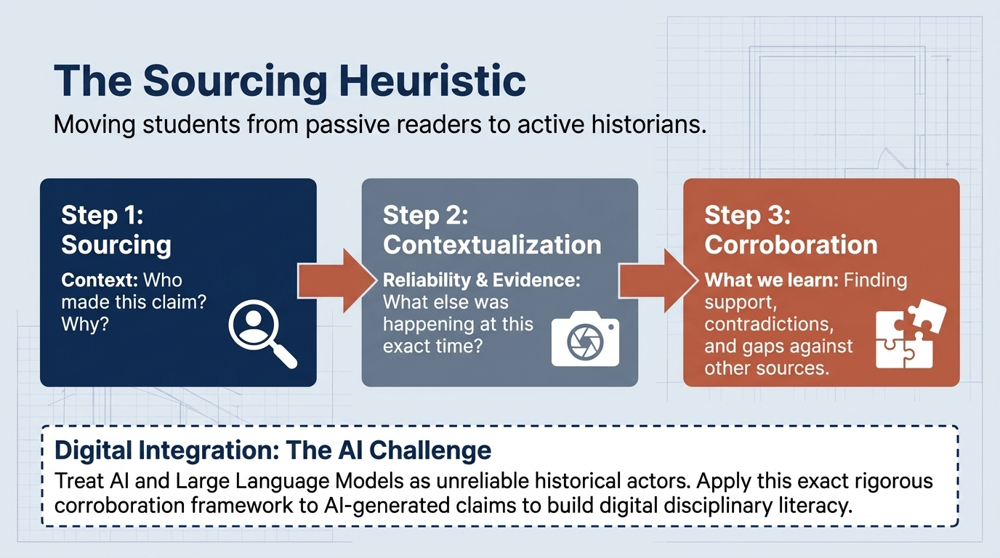 The Sourcing Heuristic
Moving students from passive readers to active historians.
Step 1:
Sourcing
Context: Who
made this claim?
Why?
Step 2:
Contextualization
Reliability & Evidence:
What else was
happening at this
exact time?
Step 3:
Corroboration
What we learn: Finding
support,
contradictions,
and gaps against
other sources.
Digital Integration: The AI Challenge
Treat AI and Large Language Models as unreliable historical actors. Apply this exact rigorous
corroboration framework to AI-generated claims to build digital disciplinary literacy.